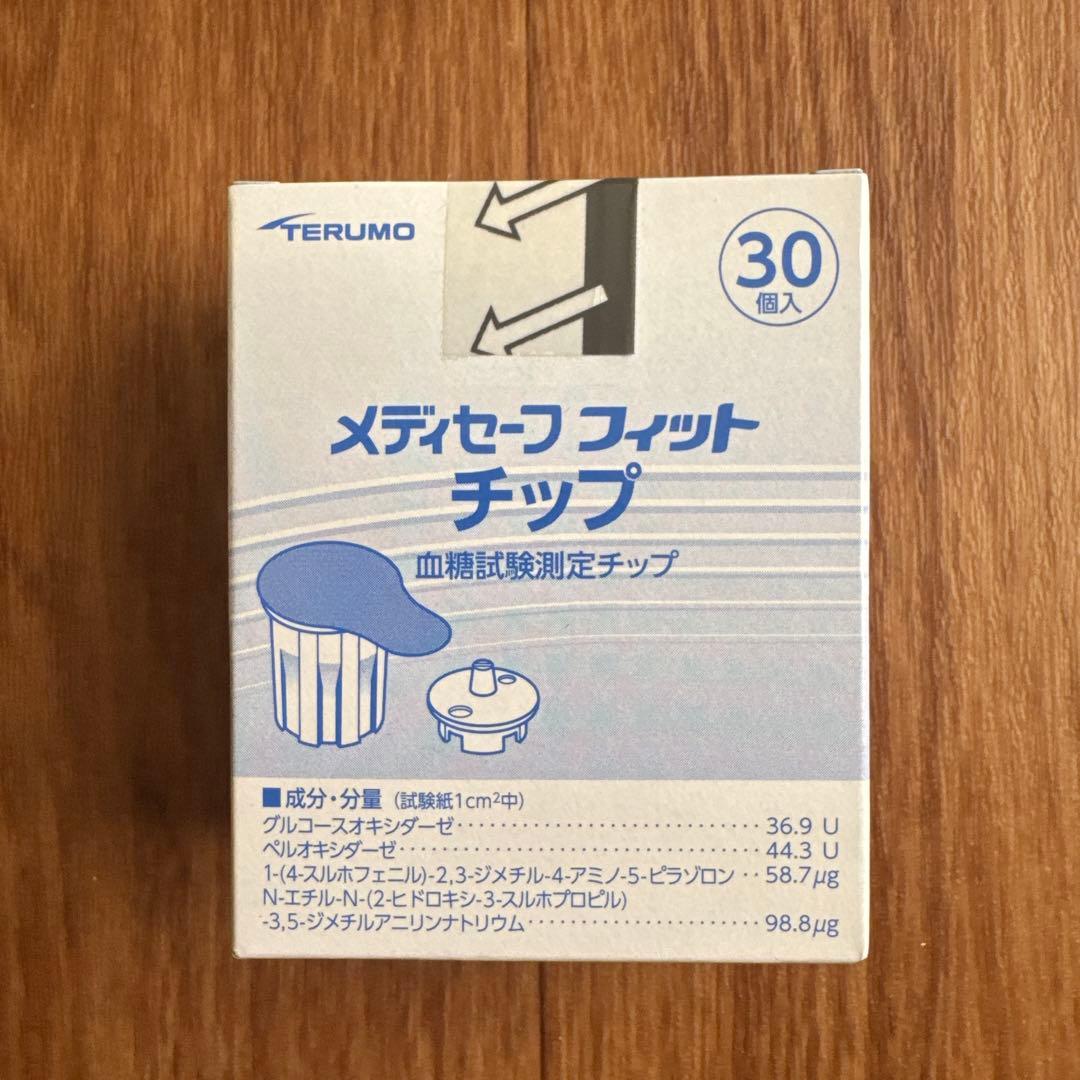 TERUMO
30
個入
メディセーフ フィット
チップ
血糖試験測定チップ
■成分・分量（試験紙1cm²中）
グルコースオキシダーゼ‥‥‥‥‥‥‥‥‥‥‥‥‥‥36.9 U
ペルオキシダーゼ‥‥‥‥‥‥‥‥‥‥‥‥‥‥‥‥‥44.3 U
1-(4-スルホフェニル)-2,3-ジメチル-4-アミノ-5-ピラゾロン‥58.7μg
N-エチル-N-(2-ヒドロキシ-3-スルホプロピル)
-3,5-ジメチルアニリンナトリウム‥‥‥‥‥‥‥‥‥‥98.8μg